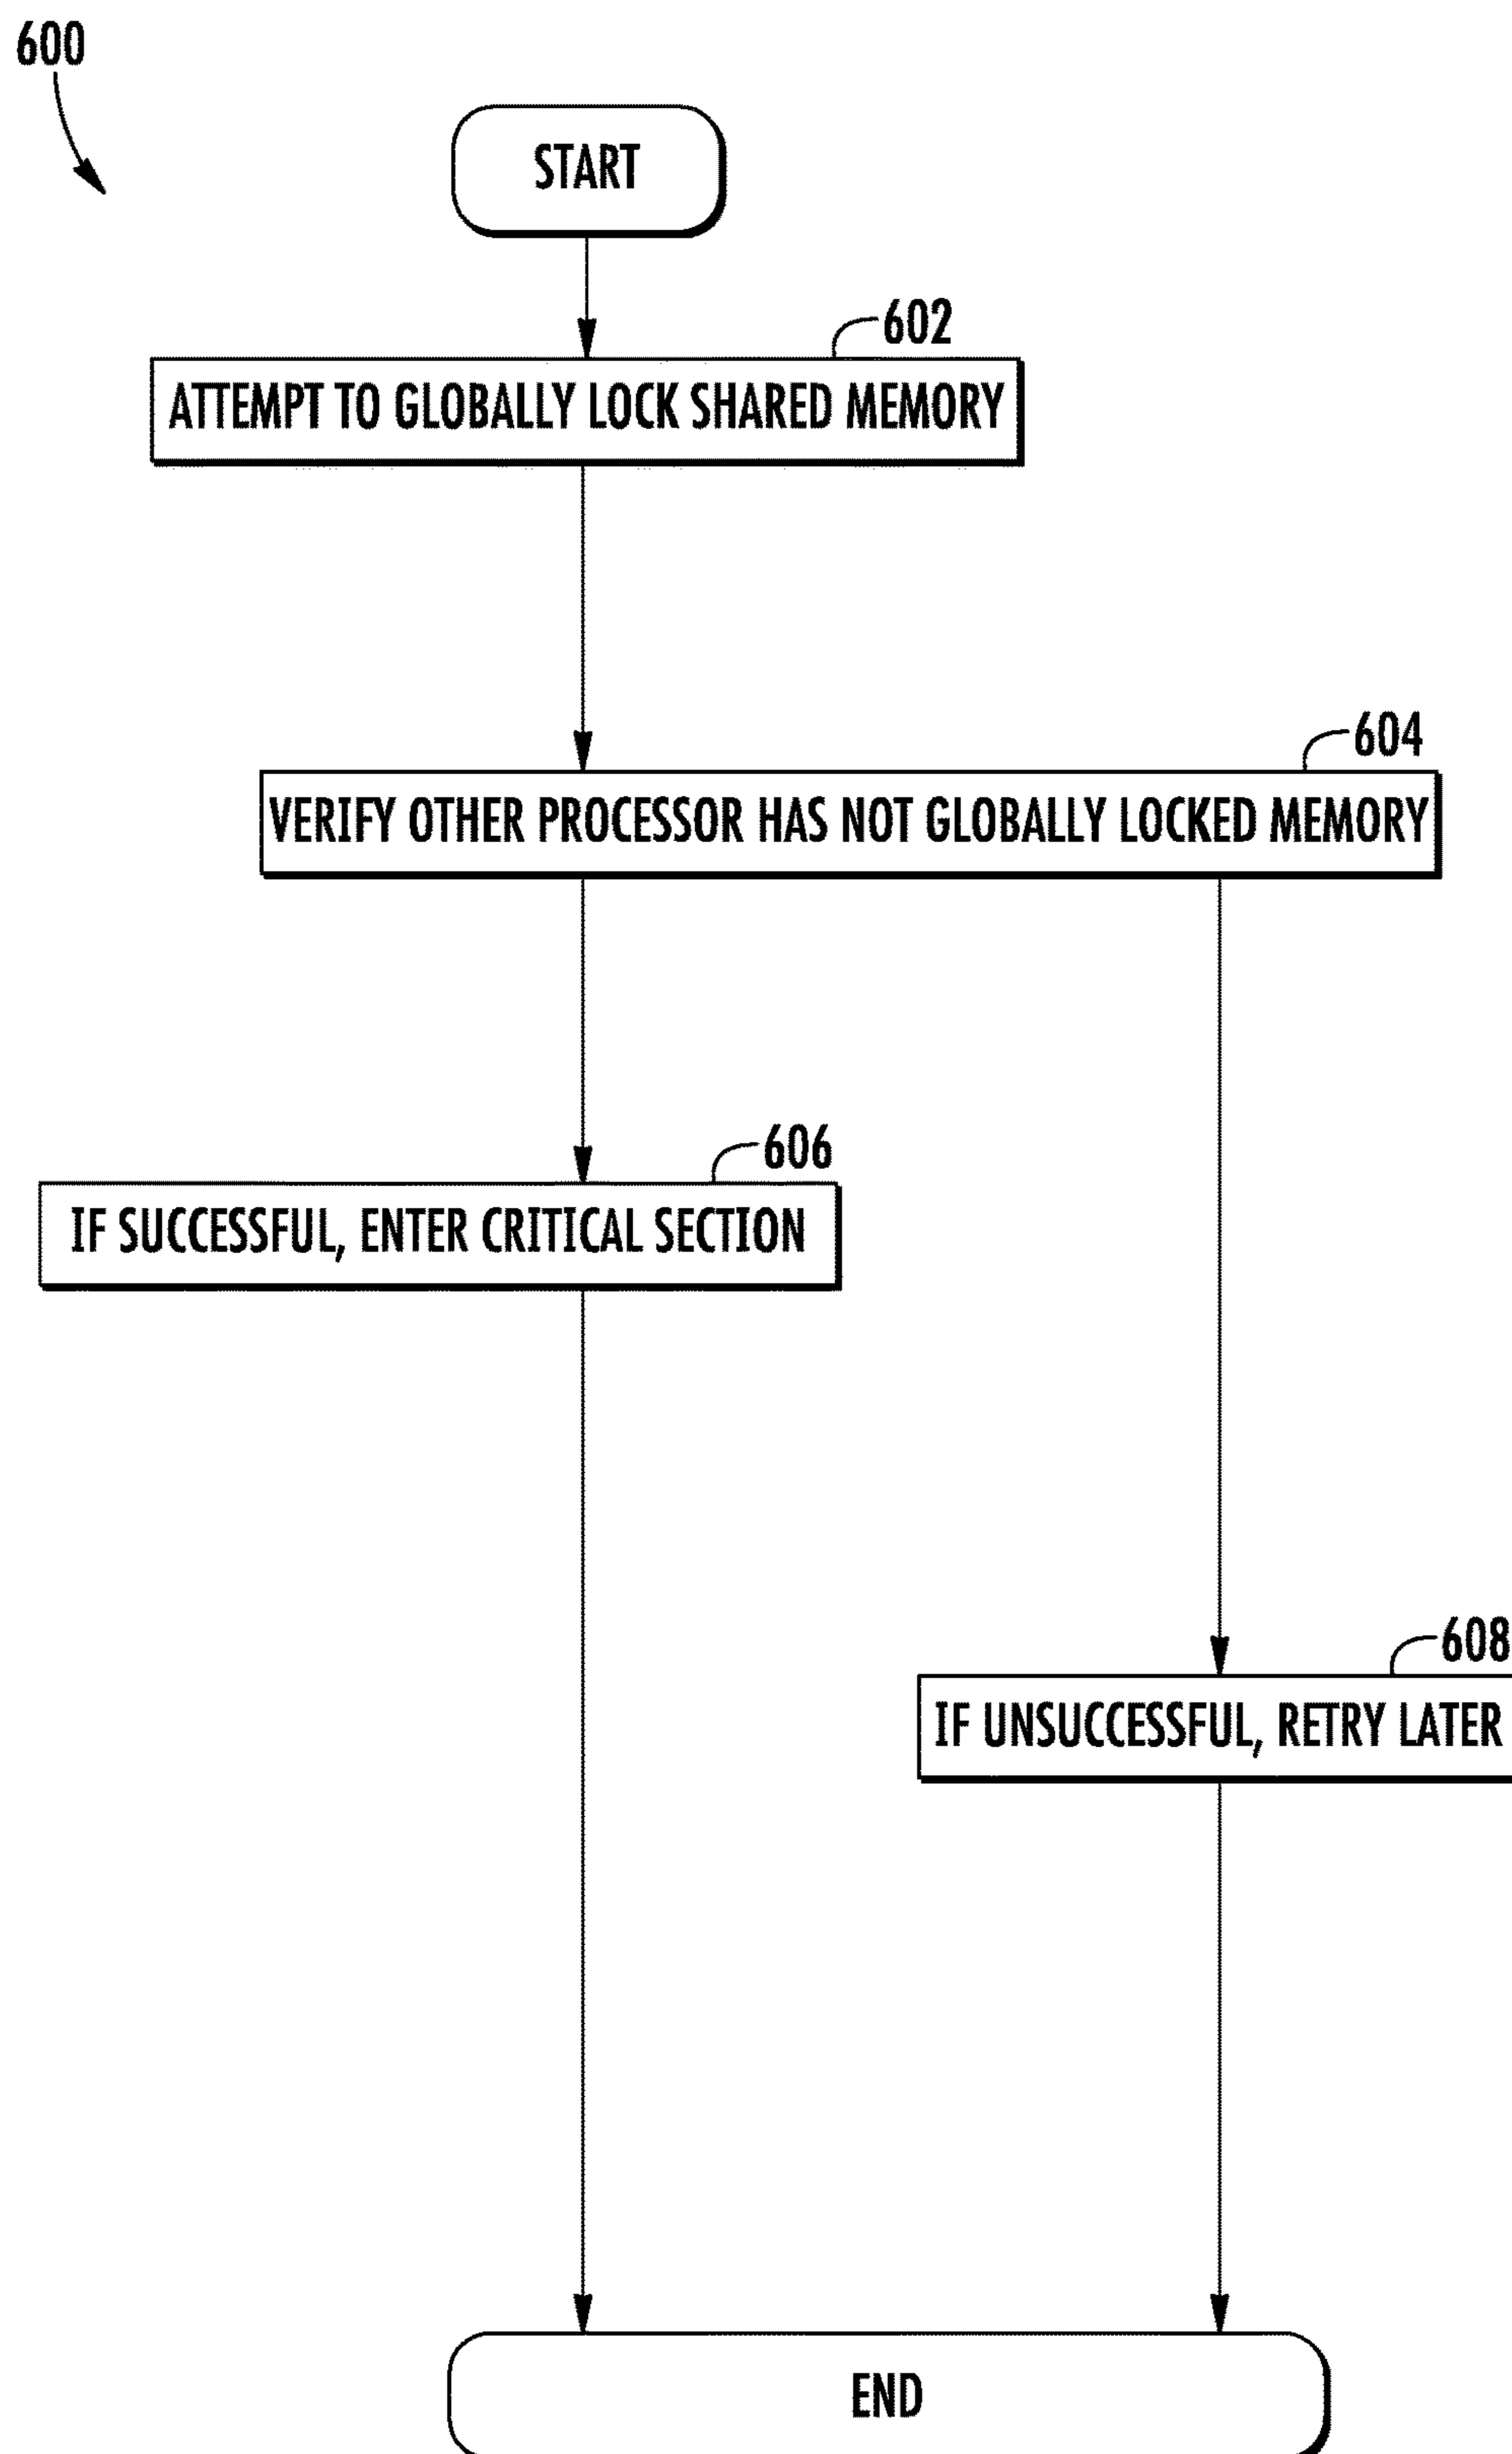 600
START
602
ATTEMPT TO GLOBALLY LOCK SHARED MEMORY
604
VERIFY OTHER PROCESSOR HAS NOT GLOBALLY LOCKED MEMORY
606
IF SUCCESSFUL, ENTER CRITICAL SECTION
608
IF UNSUCCESSFUL, RETRY LATER
END